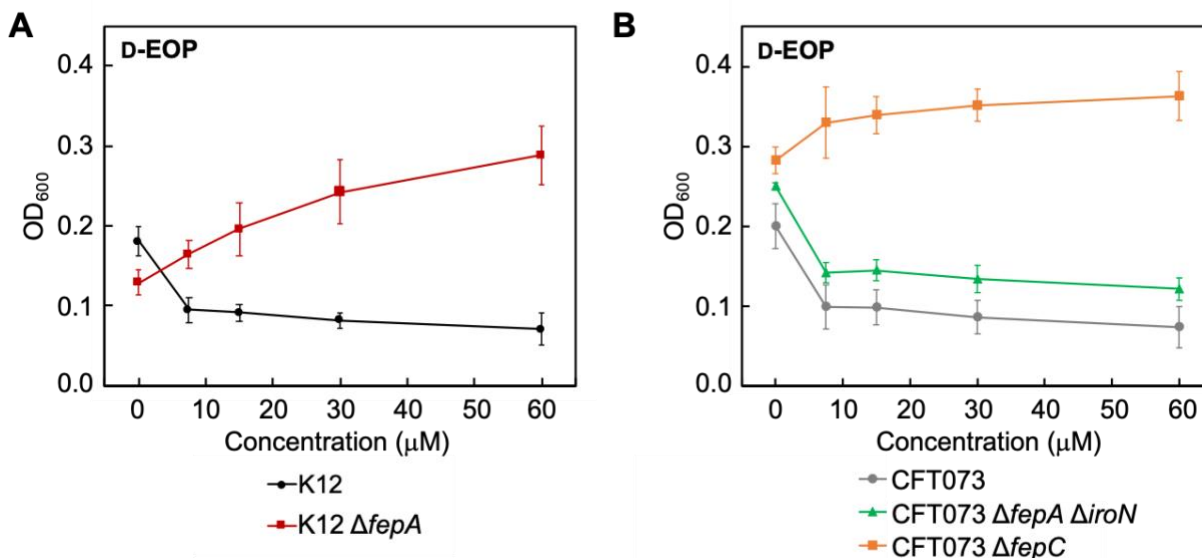 A
D-EOP
0.4
0.3
0.2
0.1
0.0
OD600
0 10 20 30 40 50 60
Concentration (μM)
K12
K12 ΔfepA
B
D-EOP
0.4
0.3
0.2
0.1
0.0
OD600
0 10 20 30 40 50 60
Concentration (μM)
CFT073
CFT073 ΔfepA ΔiroN
CFT073 ΔfepC